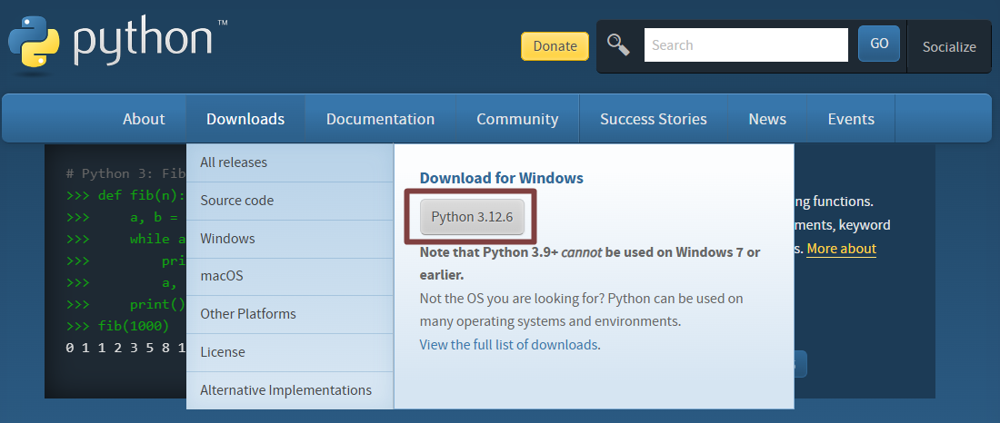 python™
Donate
Search
GO
Socialize
About
Downloads
Documentation
Community
Success Stories
News
Events
# Python 3: Fib
>>> def fib(n):
>>> a, b =
>>> while a
>>> pri
>>> a,
>>> print()
>>> fib(1000)
0 1 1 2 3 5 8 1
All releases
Source code
Windows
macOS
Other Platforms
License
Alternative Implementations
Download for Windows
Python 3.12.6
Note that Python 3.9+ cannot be used on Windows 7 or
earlier.
Not the OS you are looking for? Python can be used on
many operating systems and environments.
View the full list of downloads.
functions.
keyword
More about